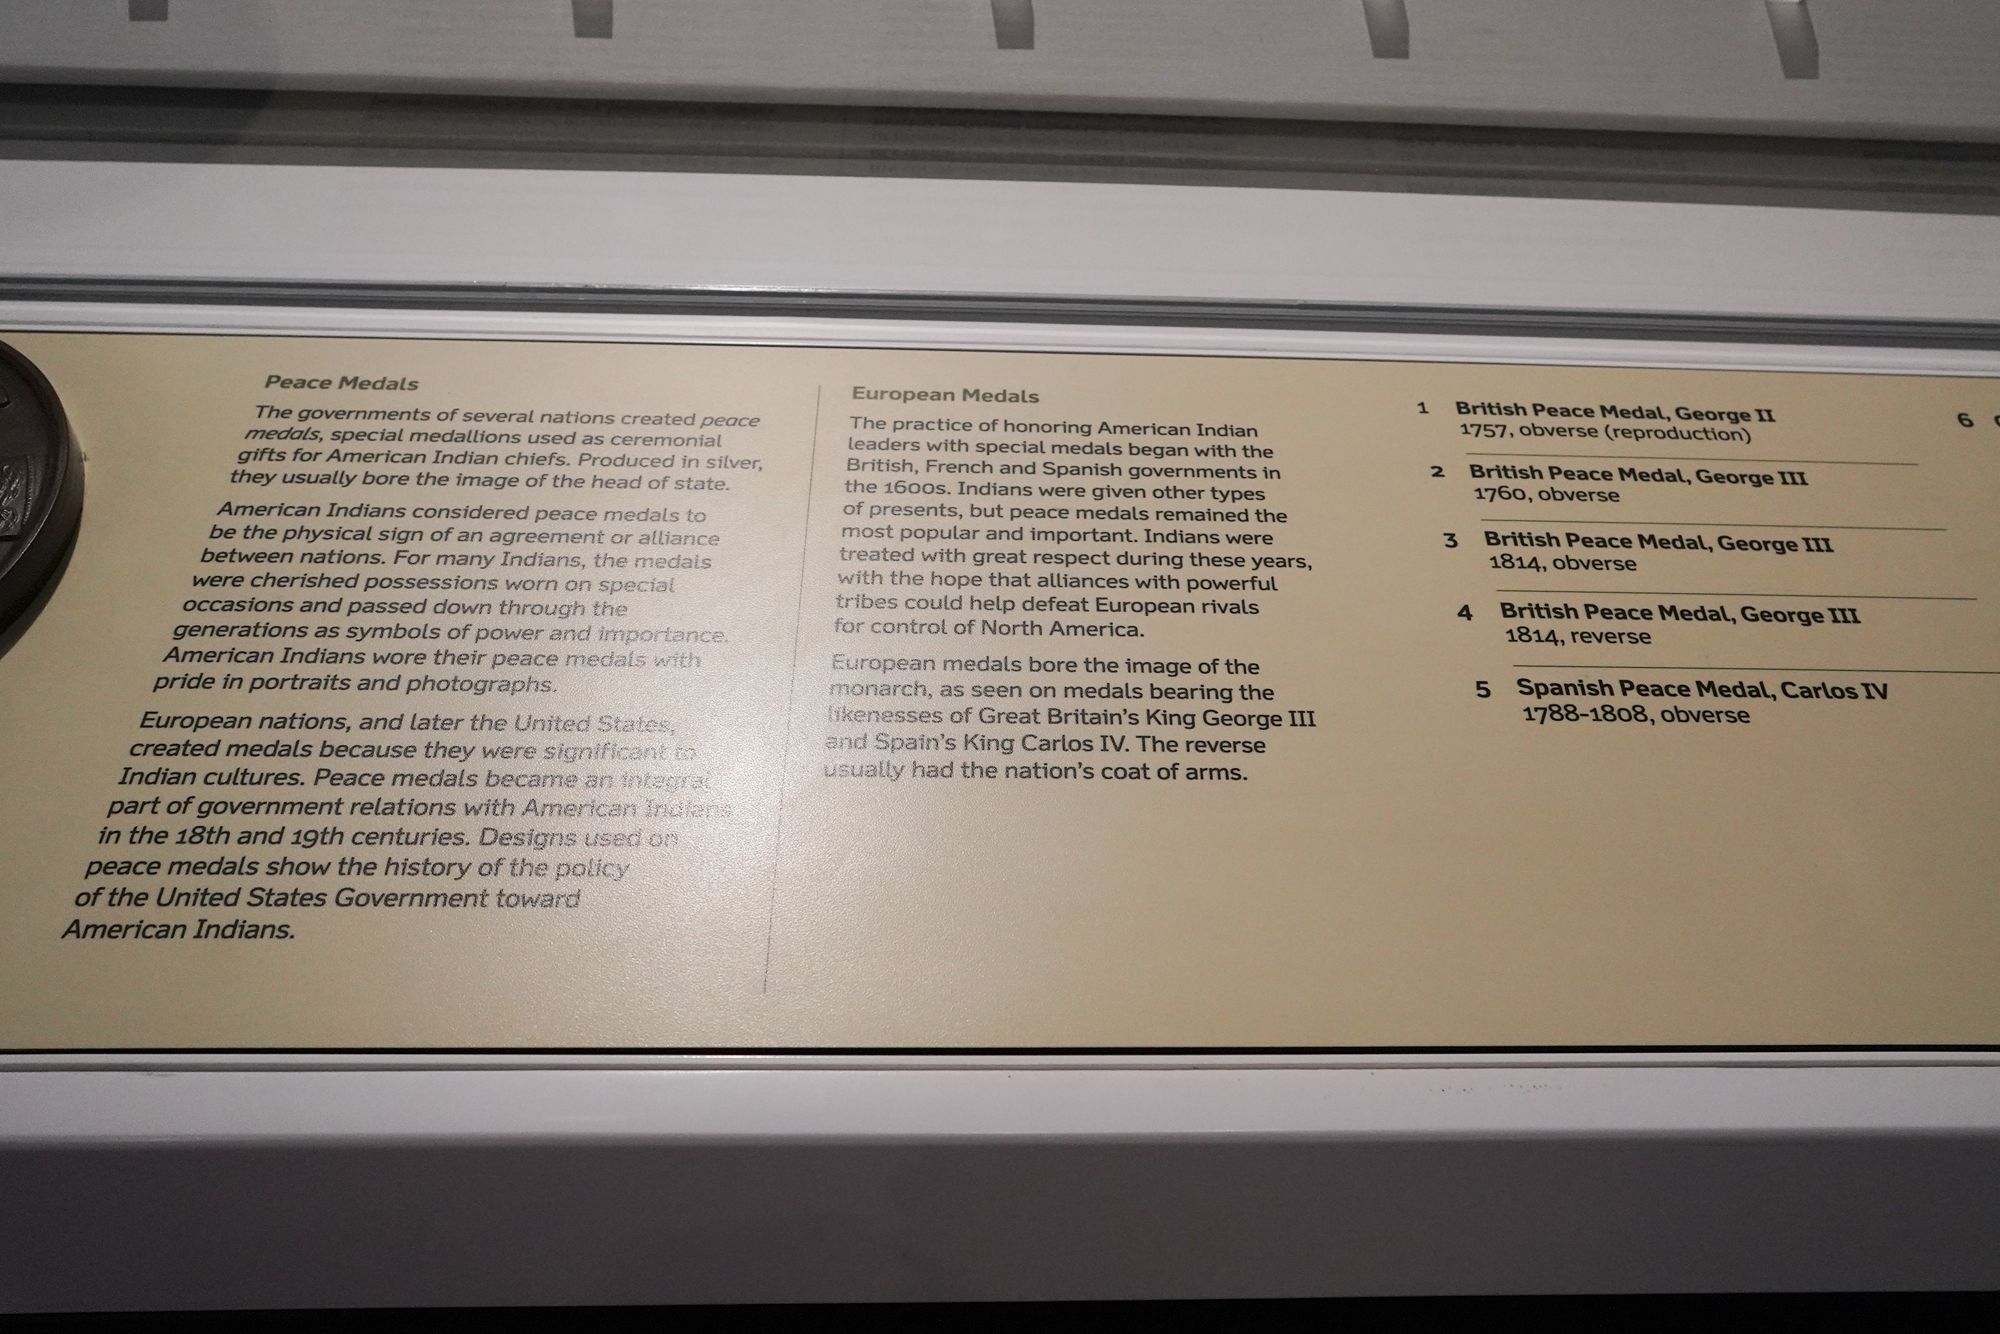 Peace Medals
The governments of several nations created peace
medals, special medallions used as ceremonial
gifts for American Indian chiefs. Produced in silver,
they usually bore the image of the head of state.
American Indians considered peace medals to
be the physical sign of an agreement or alliance
between nations. For many Indians, the medals
were cherished possessions worn on special
occasions and passed down through the
generations as symbols of power and importance.
American Indians wore their peace medals with
pride in portraits and photographs.
European nations, and later the United States,
created medals because they were significant to
Indian cultures. Peace medals became an integral
part of government relations with American Indians
in the 18th and 19th centuries. Designs used on
peace medals show the history of the policy
of the United States Government toward
American Indians.
European Medals
The practice of honoring American Indian
leaders with special medals began with the
British, French and Spanish governments in
the 1600s. Indians were given other types
of presents, but peace medals remained the
most popular and important. Indians were
treated with great respect during these years,
with the hope that alliances with powerful
tribes could help defeat European rivals
for control of North America.
European medals bore the image of the
monarch, as seen on medals bearing the
likenesses of Great Britain's King George III
and Spain's King Carlos IV. The reverse
usually had the nation's coat of arms.
1 British Peace Medal, George II
1757, obverse (reproduction)
2 British Peace Medal, George III
1760, obverse
3 British Peace Medal, George III
1814, obverse
4 British Peace Medal, George III
1814, reverse
5 Spanish Peace Medal, Carlos IV
1788-1808, obverse
6